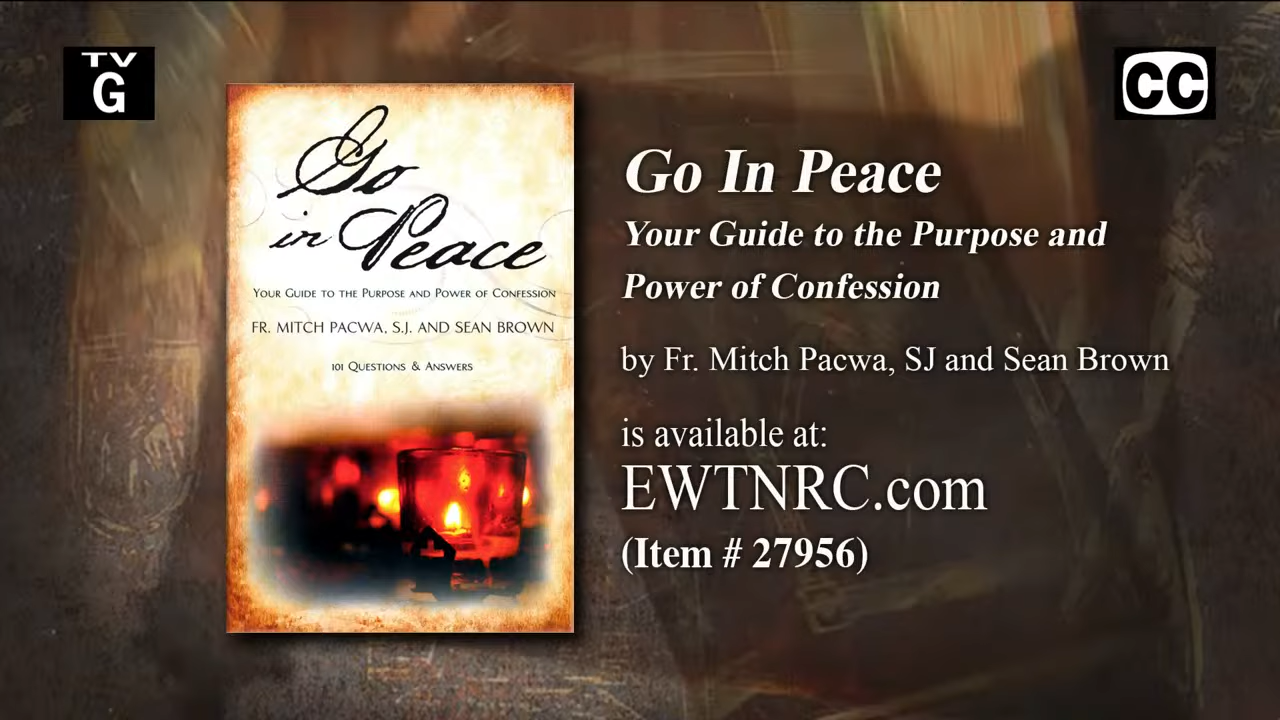 TV
G
CC
Go
in Peace
YOUR GUIDE TO THE PURPOSE AND POWER OF CONFESSION
FR. MITCH PACWA, S.J. AND SEAN BROWN
101 QUESTIONS & ANSWERS
Go In Peace
Your Guide to the Purpose and
Power of Confession
by Fr. Mitch Pacwa, SJ and Sean Brown
is available at:
EWTNRC.com
(Item # 27956)